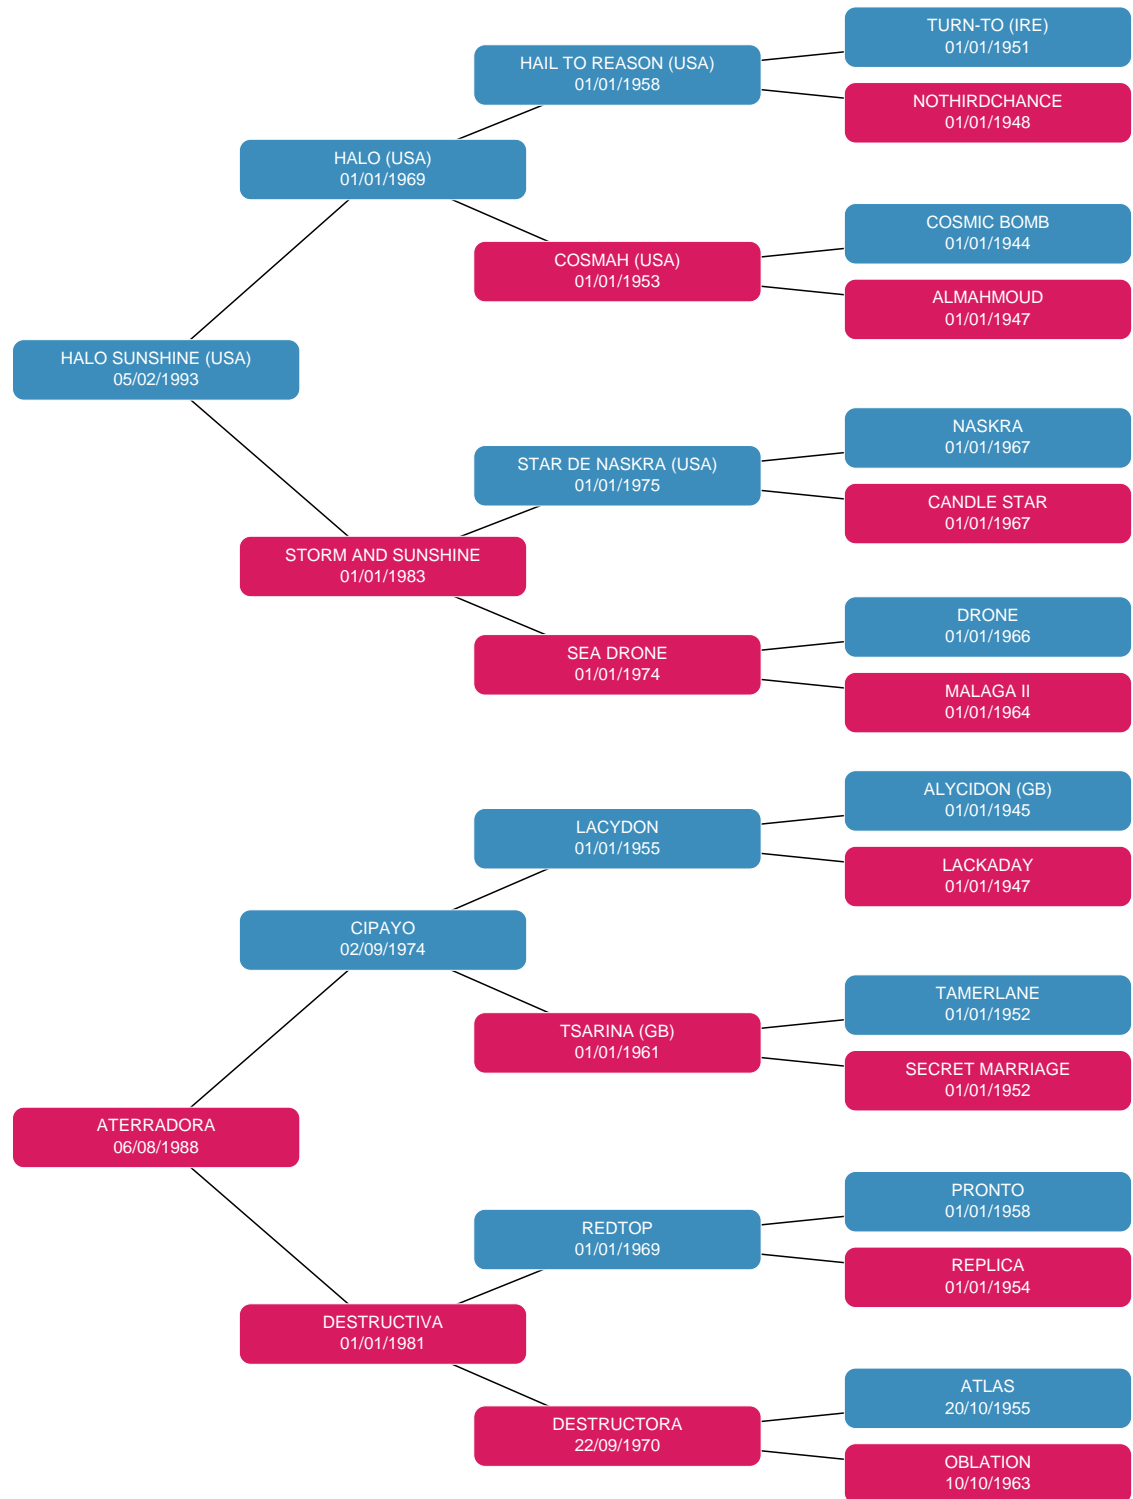 TURN-TO (IRE)
01/01/1951
HAIL TO REASON (USA)
01/01/1958
NOTHIRDCHANCE
01/01/1948
HALO (USA)
01/01/1969
COSMIC BOMB
01/01/1944
COSMAH (USA)
01/01/1953
ALMAHMOUD
01/01/1947
HALO SUNSHINE (USA)
05/02/1993
NASKRA
01/01/1967
STAR DE NASKRA (USA)
01/01/1975
CANDLE STAR
01/01/1967
STORM AND SUNSHINE
01/01/1983
DRONE
01/01/1966
SEA DRONE
01/01/1974
MALAGA II
01/01/1964
ALYCIDON (GB)
01/01/1945
LACYDON
01/01/1955
LACKADAY
01/01/1947
CIPAYO
02/09/1974
TAMERLANE
01/01/1952
TSARINA (GB)
01/01/1961
SECRET MARRIAGE
01/01/1952
ATERRADORA
06/08/1988
PRONTO
01/01/1958
REDTOP
01/01/1969
REPLICA
01/01/1954
DESTRUCTIVA
01/01/1981
ATLAS
20/10/1955
DESTRUCTORA
22/09/1970
OBLATION
10/10/1963